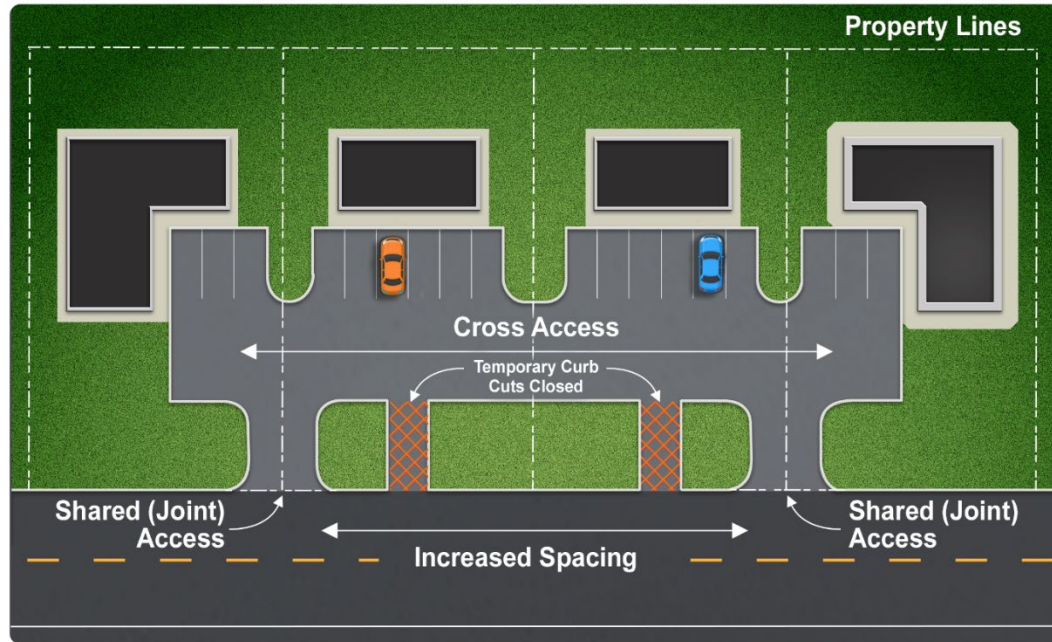 Property Lines
Cross Access
Temporary Curb
Cuts Closed
Shared (Joint)
Access
Shared (Joint)
Access
Increased Spacing